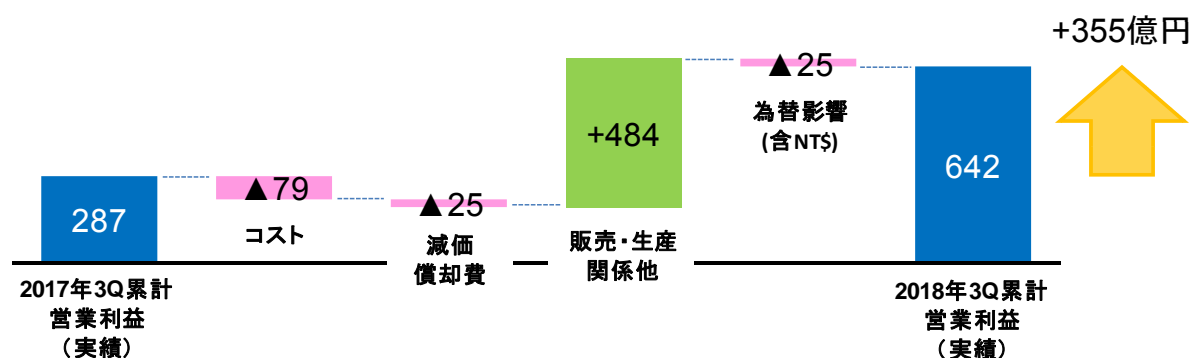 +355億円
287
▲79
▲25
+484
▲25
642
コスト
減価
償却費
販売・生産
関係他
為替影響
(含NT$)
2017年3Q累計
営業利益
（実績）
2018年3Q累計
営業利益
（実績）